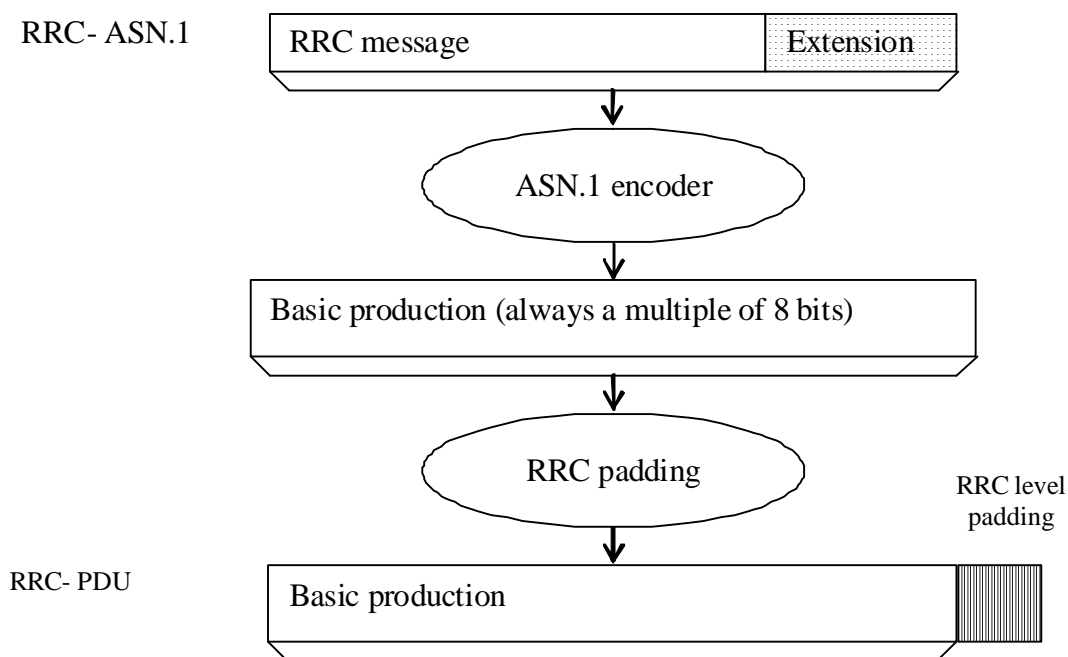 RRC- ASN.1
RRC message
Extension
ASN.1 encoder
Basic production (always a multiple of 8 bits)
RRC padding
RRC level
padding
RRC- PDU
Basic production